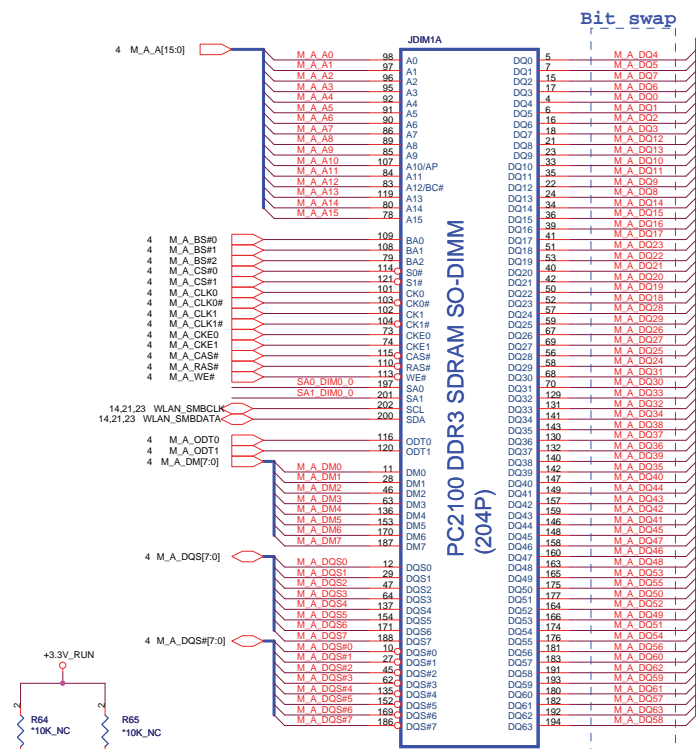 Bit swap
JDIM1A
4 M_A_A[15:0]
M_A_A0 98 A0
M_A_A1 97 A1
M_A_A2 96 A2
M_A_A3 95 A3
M_A_A4 92 A4
M_A_A5 91 A5
M_A_A6 90 A6
M_A_A7 86 A7
M_A_A8 89 A8
M_A_A9 85 A9
M_A_A10 107 A10/AP
M_A_A11 84 A11
M_A_A12 83 A12/BC#
M_A_A13 119 A13
M_A_A14 80 A14
M_A_A15 78 A15
4 M_A_BS#0 109 BA0
4 M_A_BS#1 108 BA1
4 M_A_BS#2 79 BA2
4 M_A_CS#0 114 S0#
4 M_A_CS#1 121 S1#
4 M_A_CLK0 101 CK0
4 M_A_CLK0# 103 CK0#
4 M_A_CLK1 102 CK1
4 M_A_CLK1# 104 CK1#
4 M_A_CKE0 73 CKE0
4 M_A_CKE1 74 CKE1
4 M_A_CAS# 115 CAS#
4 M_A_RAS# 110 RAS#
4 M_A_WE# 113 WE#
SA0_DIM0_0 197 SA0
SA1_DIM0_0 201 SA1
14,21,23 WLAN_SMBCLK 202 SCL
14,21,23 WLAN_SMBDATA 200 SDA
4 M_A_ODT0 116 ODT0
4 M_A_ODT1 120 ODT1
4 M_A_DM[7:0]
M_A_DM0 11 DM0
M_A_DM1 28 DM1
M_A_DM2 46 DM2
M_A_DM3 63 DM3
M_A_DM4 136 DM4
M_A_DM5 153 DM5
M_A_DM6 170 DM6
M_A_DM7 187 DM7
4 M_A_DQS[7:0]
M_A_DQS0 12 DQS0
M_A_DQS1 29 DQS1
M_A_DQS2 47 DQS2
M_A_DQS3 64 DQS3
M_A_DQS4 137 DQS4
M_A_DQS5 154 DQS5
M_A_DQS6 171 DQS6
M_A_DQS7 188 DQS7
4 M_A_DQS#[7:0]
M_A_DQS#0 10 DQS#0
M_A_DQS#1 27 DQS#1
M_A_DQS#2 45 DQS#2
M_A_DQS#3 62 DQS#3
M_A_DQS#4 135 DQS#4
M_A_DQS#5 152 DQS#5
M_A_DQS#6 169 DQS#6
M_A_DQS#7 186 DQS#7
PC2100 DDR3 SDRAM SO-DIMM
(204P)
DQ0 5 M_A_DQ4
DQ1 7 M_A_DQ5
DQ2 15 M_A_DQ7
DQ3 17 M_A_DQ6
DQ4 4 M_A_DQ0
DQ5 6 M_A_DQ1
DQ6 16 M_A_DQ2
DQ7 18 M_A_DQ3
DQ8 21 M_A_DQ12
DQ9 23 M_A_DQ13
DQ10 33 M_A_DQ10
DQ11 35 M_A_DQ11
DQ12 22 M_A_DQ9
DQ13 24 M_A_DQ8
DQ14 34 M_A_DQ14
DQ15 36 M_A_DQ15
DQ16 39 M_A_DQ16
DQ17 41 M_A_DQ17
DQ18 51 M_A_DQ23
DQ19 53 M_A_DQ22
DQ20 40 M_A_DQ21
DQ21 42 M_A_DQ20
DQ22 50 M_A_DQ19
DQ23 52 M_A_DQ18
DQ24 57 M_A_DQ28
DQ25 59 M_A_DQ29
DQ26 67 M_A_DQ26
DQ27 69 M_A_DQ27
DQ28 56 M_A_DQ25
DQ29 58 M_A_DQ24
DQ30 68 M_A_DQ31
DQ31 70 M_A_DQ30
DQ32 129 M_A_DQ33
DQ33 131 M_A_DQ32
DQ34 141 M_A_DQ34
DQ35 143 M_A_DQ38
DQ36 130 M_A_DQ37
DQ37 132 M_A_DQ36
DQ38 140 M_A_DQ39
DQ39 142 M_A_DQ35
DQ40 147 M_A_DQ40
DQ41 149 M_A_DQ44
DQ42 157 M_A_DQ43
DQ43 159 M_A_DQ42
DQ44 146 M_A_DQ41
DQ45 148 M_A_DQ45
DQ46 158 M_A_DQ47
DQ47 160 M_A_DQ46
DQ48 163 M_A_DQ48
DQ49 165 M_A_DQ53
DQ50 175 M_A_DQ55
DQ51 177 M_A_DQ50
DQ52 164 M_A_DQ52
DQ53 166 M_A_DQ49
DQ54 174 M_A_DQ51
DQ55 176 M_A_DQ54
DQ56 181 M_A_DQ56
DQ57 183 M_A_DQ60
DQ58 191 M_A_DQ62
DQ59 193 M_A_DQ59
DQ60 180 M_A_DQ61
DQ61 182 M_A_DQ57
DQ62 192 M_A_DQ63
DQ63 194 M_A_DQ58
+3.3V_RUN
2 2
R64 R65
*10K_NC *10K_NC